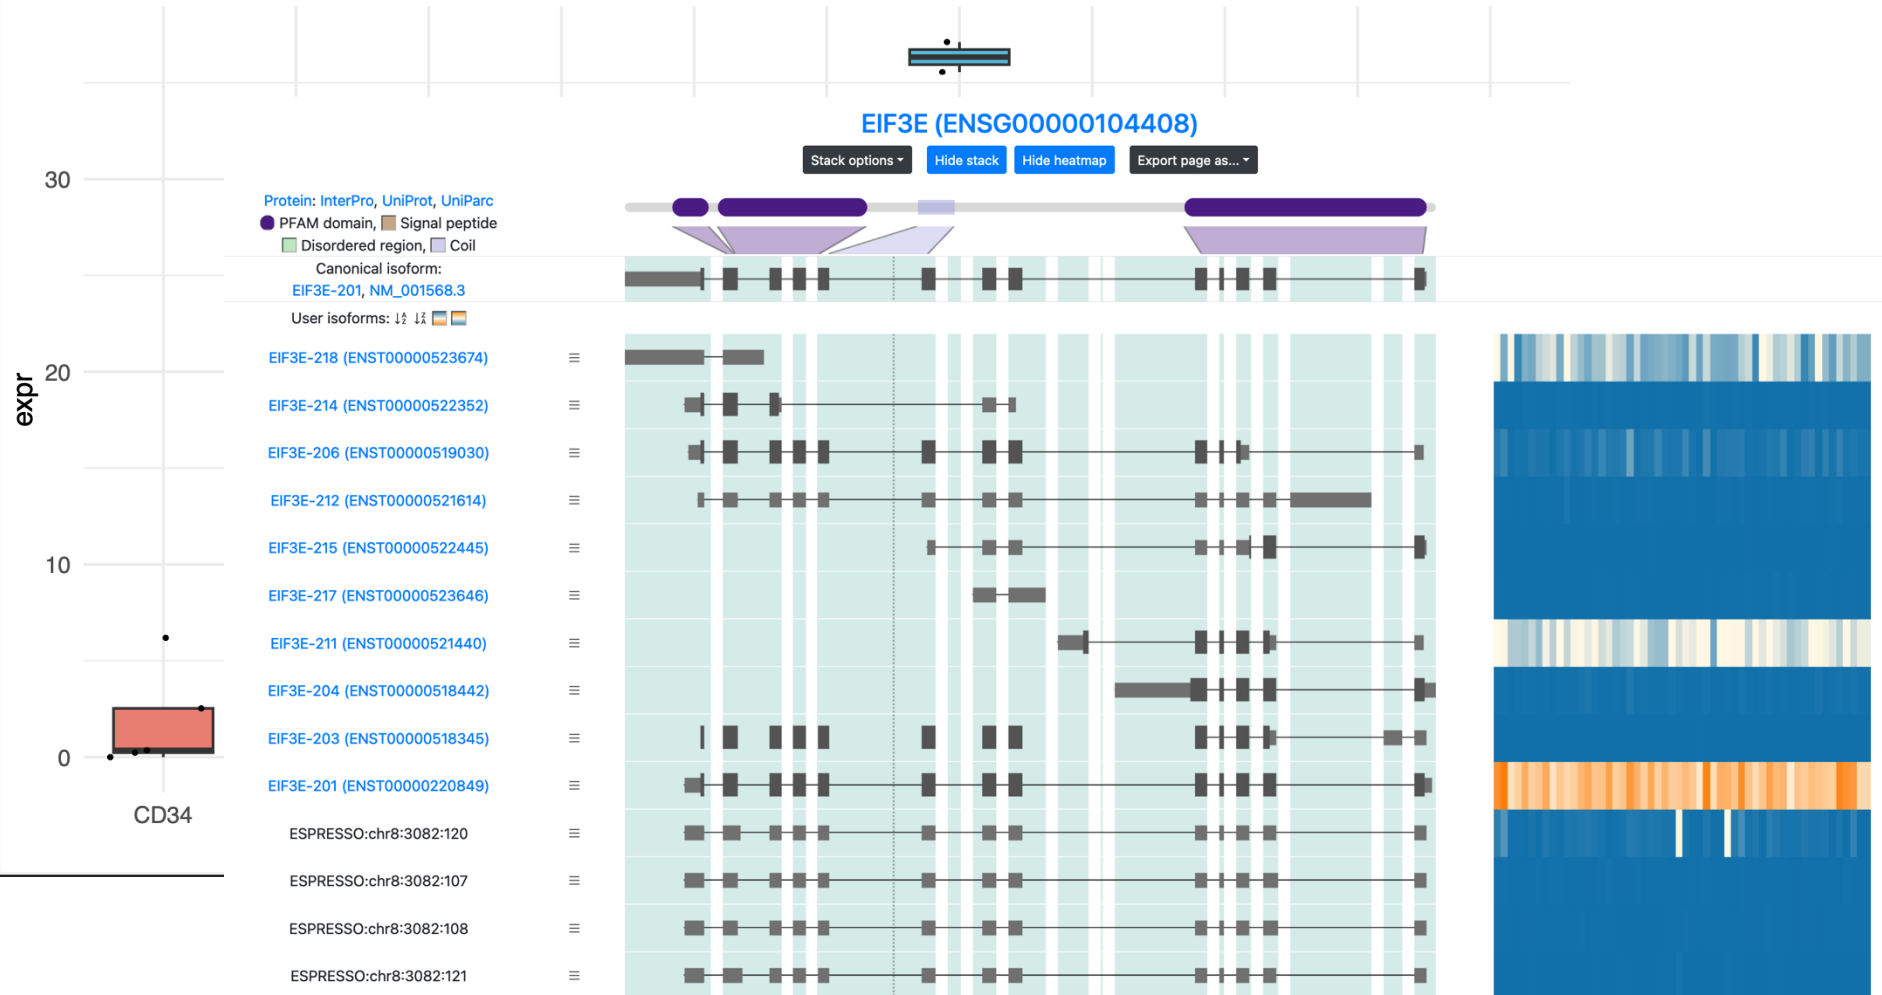 EIF3E (ENSG00000104408)
Stack options
Hide stack
Hide heatmap
Export page as...
Protein: InterPro, UniProt, UniParc
PFAM domain, Signal peptide
Disordered region, Coil
Canonical isoform:
EIF3E-201, NM_001568.3
User isoforms:
EIF3E-218 (ENST00000523674)
EIF3E-214 (ENST00000522352)
EIF3E-206 (ENST00000519030)
EIF3E-212 (ENST00000521614)
EIF3E-215 (ENST00000522445)
EIF3E-217 (ENST00000523646)
EIF3E-211 (ENST00000521440)
EIF3E-204 (ENST00000518442)
EIF3E-203 (ENST00000518345)
EIF3E-201 (ENST00000220849)
ESPRESSO:chr8:3082:120
ESPRESSO:chr8:3082:107
ESPRESSO:chr8:3082:108
ESPRESSO:chr8:3082:121
expr
30
20
10
0
CD34